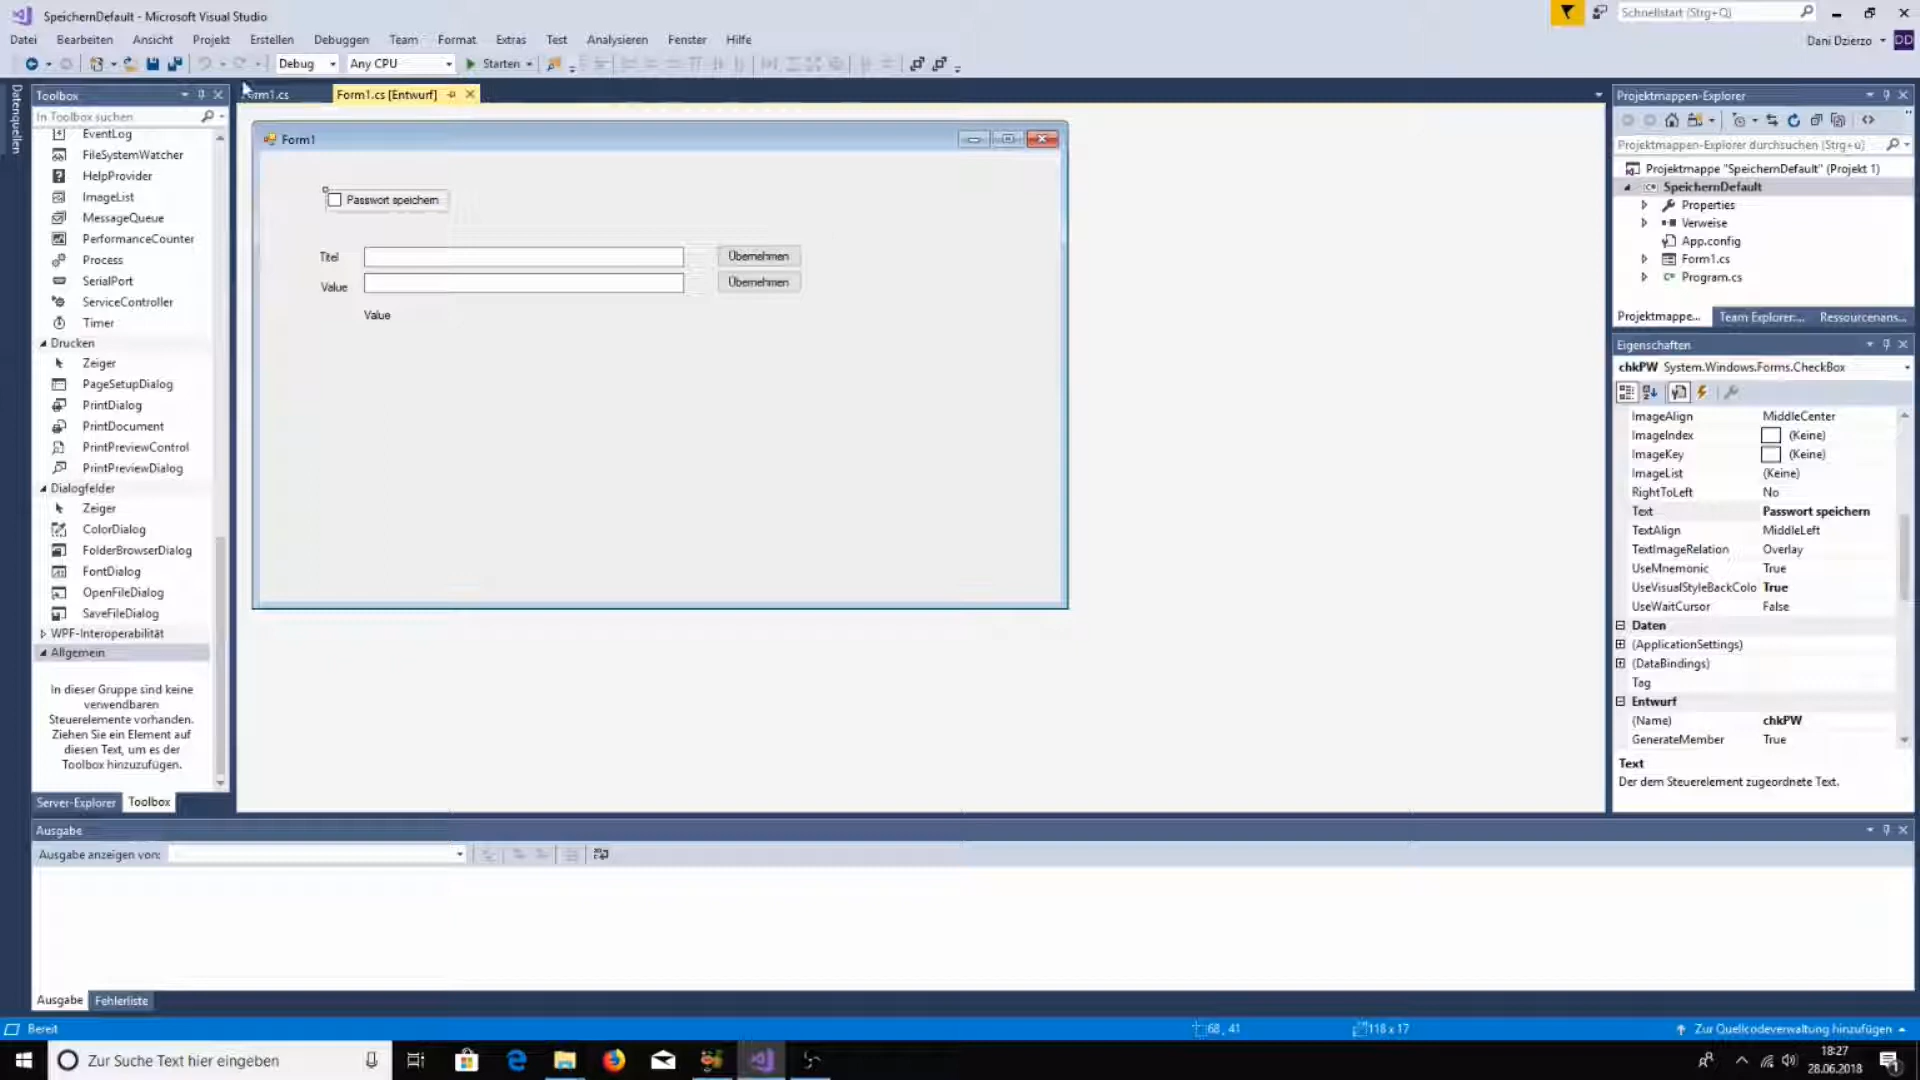 SpeichernDefault - Microsoft Visual Studio
Schnellstart (Strg+Q)
Datei Bearbeiten Ansicht Projekt Erstellen Debuggen Team Format Extras Test Analysieren Fenster Hilfe
Dani Dzierzo DD
Debug Any CPU Starten
Datenquellen
Toolbox
In Toolbox suchen
EventLog
FileSystemWatcher
HelpProvider
ImageList
MessageQueue
PerformanceCounter
Process
SerialPort
ServiceController
Timer
Drucken
Zeiger
PageSetupDialog
PrintDialog
PrintDocument
PrintPreviewControl
PrintPreviewDialog
Dialogfelder
Zeiger
ColorDialog
FolderBrowserDialog
FontDialog
OpenFileDialog
SaveFileDialog
WPF-Interoperabilität
Allgemein
In dieser Gruppe sind keine
verwendbaren
Steuerelemente vorhanden.
Ziehen Sie ein Element auf
diesen Text, um es der
Toolbox hinzuzufügen.
Server-Explorer Toolbox
orm1.cs Form1.cs [Entwurf]
Form1
Passwort speichern
Titel Übernehmen
Value Übernehmen
Value
Projektmappen-Explorer
Projektmappen-Explorer durchsuchen (Strg+ü)
Projektmappe "SpeichernDefault" (Projekt 1)
SpeichernDefault
Properties
Verweise
App.config
Form1.cs
Program.cs
Projektmappe... Team Explorer:... Ressourcenans...
Eigenschaften
chkPW System.Windows.Forms.CheckBox
ImageAlign MiddleCenter
ImageIndex (Keine)
ImageKey (Keine)
ImageList (Keine)
RightToLeft No
Text Passwort speichern
TextAlign MiddleLeft
TextImageRelation Overlay
UseMnemonic True
UseVisualStyleBackColo True
UseWaitCursor False
Daten
(ApplicationSettings)
(DataBindings)
Tag
Entwurf
(Name) chkPW
GenerateMember True
Text
Der dem Steuerelement zugeordnete Text.
Ausgabe
Ausgabe anzeigen von:
Ausgabe Fehlerliste
Bereit 68 , 41 118 x 17 Zur Quellcodeverwaltung hinzufügen
Zur Suche Text hier eingeben
18:27
28.06.2018
1